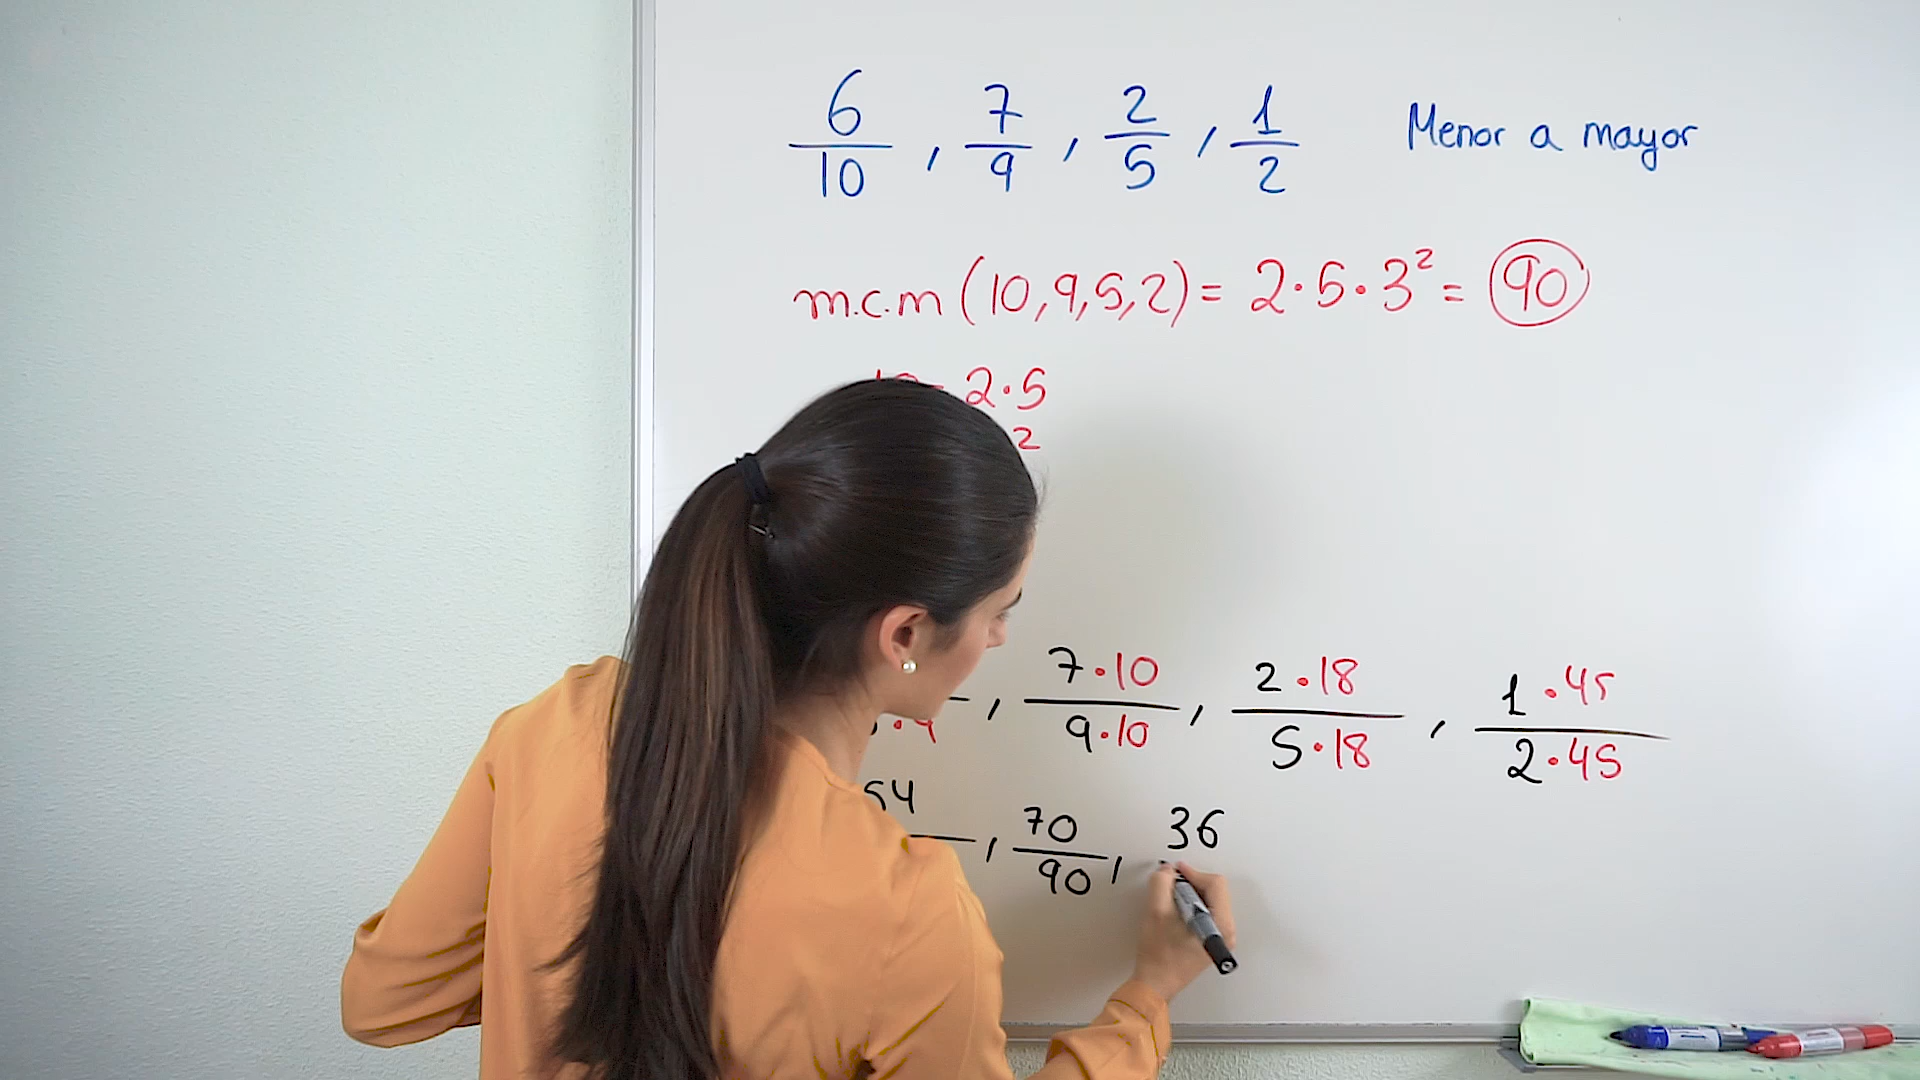 6/10 , 7/9 , 2/5 , 1/2 Menor a mayor
m.c.m (10,9,5,2) = 2·5·3² = 90
2·5
2
, 7·10/9·10 , 2·18/5·18 , 1·45/2·45
54 , 70/90 , 36